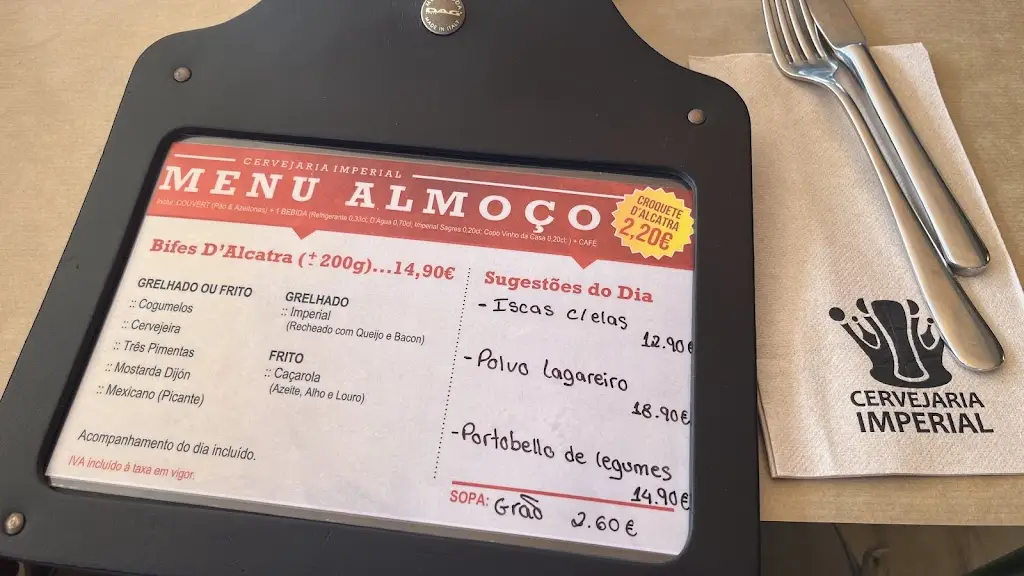 CERVEJARIA IMPERIAL
MENU ALMOÇO
Inclui: COUVERT (Pão & Azeitonas) + 1 BEBIDA (Refrigerante 0,33cl, D'Água 0,70cl, Imperial Sagres 0,20cl, Copo Vinho da Casa 0,20cl; ) + CAFÉ
CROQUETE
D'ALCATRA
2,20€
Bifes D'Alcatra (±200g)...14,90€
GRELHADO OU FRITO
:: Cogumelos
:: Cervejeira
:: Três Pimentas
:: Mostarda Dijón
:: Mexicano (Picante)
GRELHADO
:: Imperial
(Recheado com Queijo e Bacon)
FRITO
:: Caçarola
(Azeite, Alho e Louro)
Acompanhamento do dia incluído.
IVA incluído à taxa em vigor.
Sugestões do Dia
- Iscas c/elas
12.90€
- Polvo Lagareiro
18.90€
- Portobello de legumes
14.90€
SOPA: Grão 2.60€
CERVEJARIA
IMPERIAL